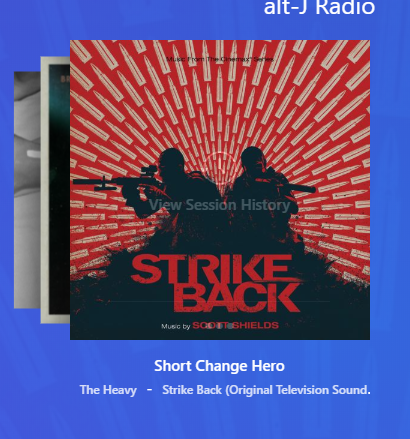 alt-J Radio
Music From The Cinemax Series
View Session History
STRIKE
BACK
Music by SCOTT SHIELDS
Short Change Hero
The Heavy - Strike Back (Original Television Sound.